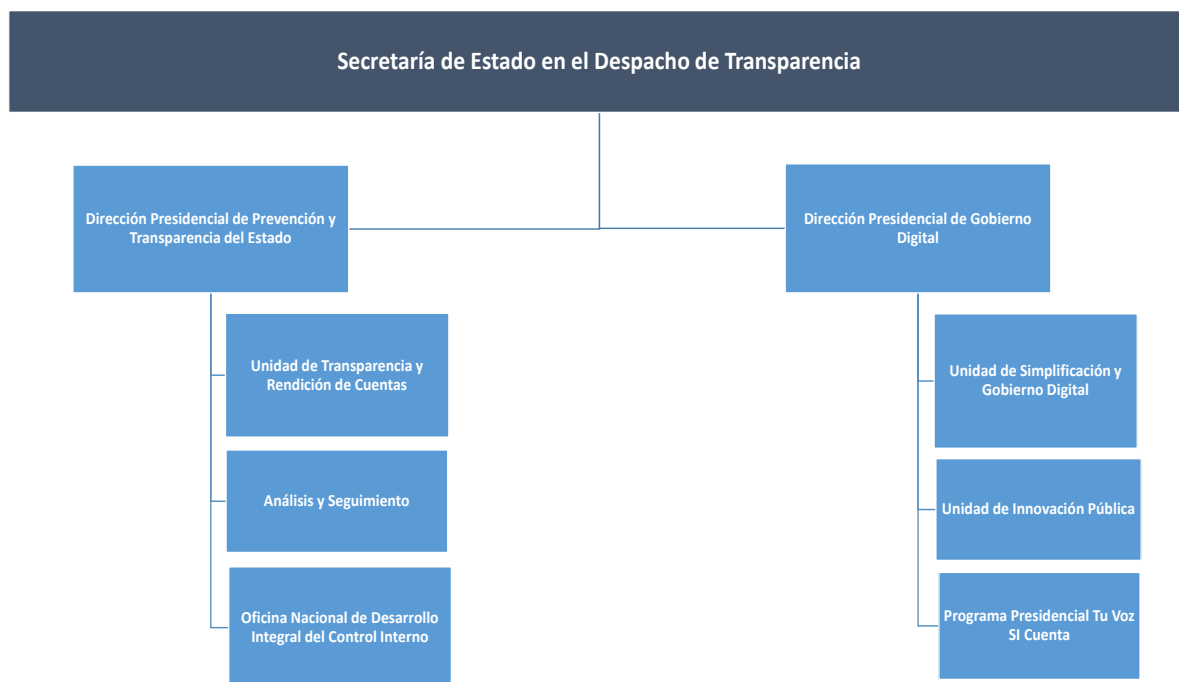 Secretaría de Estado en el Despacho de Transparencia
Dirección Presidencial de Prevención y
Transparencia del Estado
Dirección Presidencial de Gobierno
Digital
Unidad de Transparencia y
Rendición de Cuentas
Análisis y Seguimiento
Oficina Nacional de Desarrollo
Integral del Control Interno
Unidad de Simplificación y
Gobierno Digital
Unidad de Innovación Pública
Programa Presidencial Tu Voz
SI Cuenta